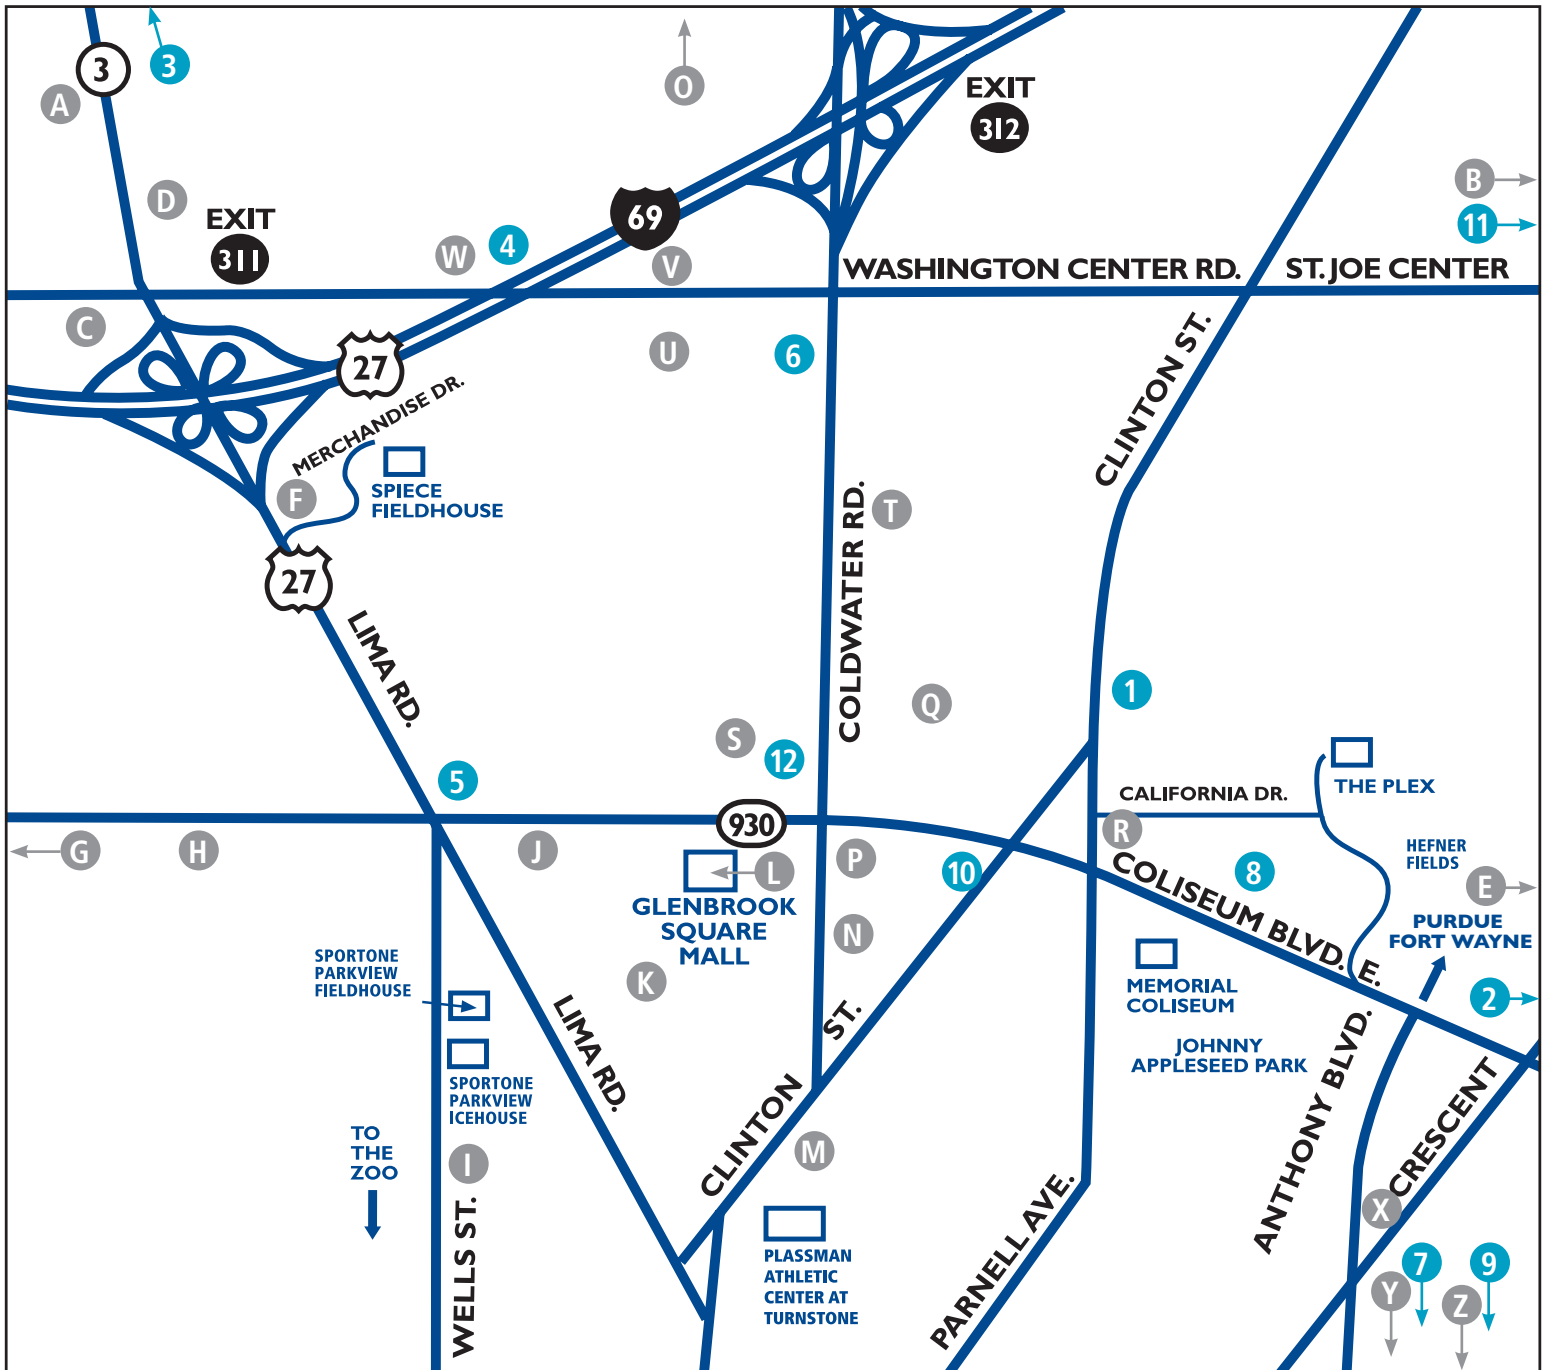 3
3
A
O
EXIT
312
D
B
11
EXIT
311
69
W
4
V
WASHINGTON CENTER RD.
ST. JOE CENTER
C
U
6
27
MERCHANDISE DR.
CLINTON ST.
F
SPIECE
FIELDHOUSE
T
27
COLDWATER RD.
LIMA RD.
1
Q
S
12
5
THE PLEX
CALIFORNIA DR.
930
R
G
H
J
L
P
10
8
HEFNER
FIELDS
E
COLISEUM BLVD. E.
GLENBROOK
SQUARE
MALL
N
PURDUE
FORT WAYNE
SPORTONE
PARKVIEW
FIELDHOUSE
K
MEMORIAL
COLISEUM
2
LIMA RD.
CLINTON ST.
JOHNNY
APPLESEED PARK
ANTHONY BLVD.
SPORTONE
PARKVIEW
ICEHOUSE
TO
THE
ZOO
I
M
CRESCENT
X
WELLS ST.
PARNELL AVE.
PLASSMAN
ATHLETIC
CENTER AT
TURNSTONE
7
9
Y
Z